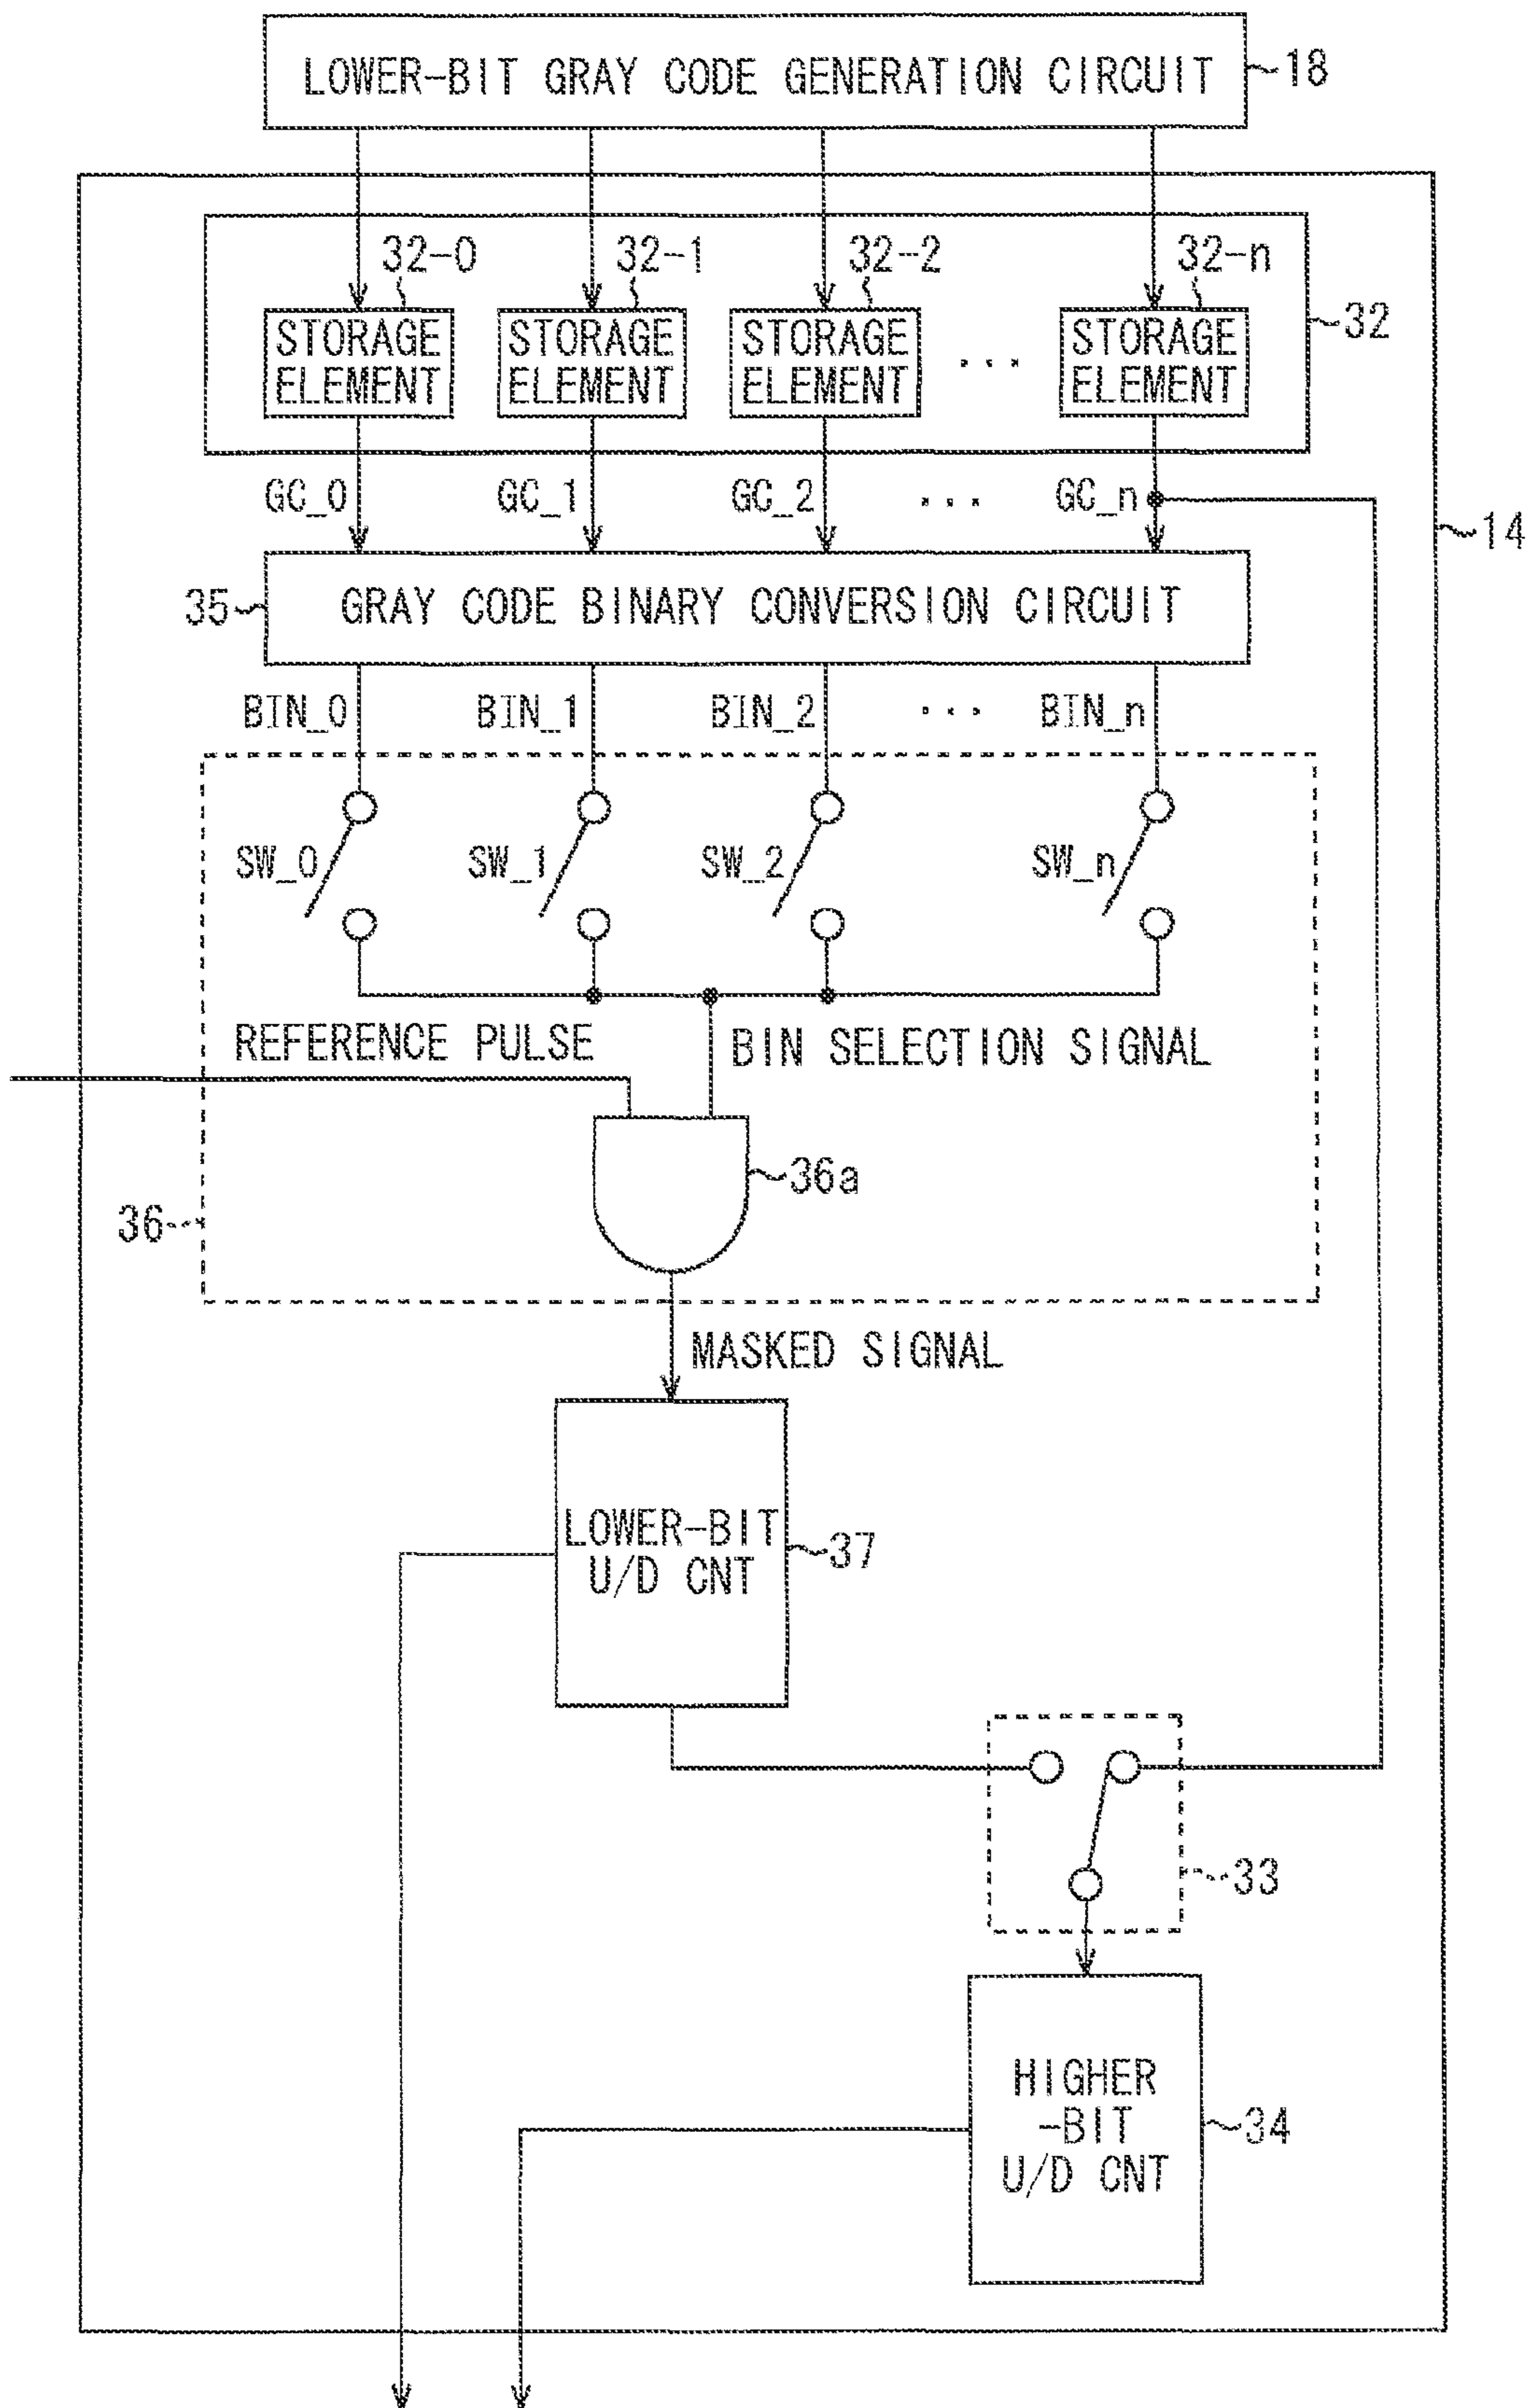 LOWER-BIT GRAY CODE GENERATION CIRCUIT
18
32-0
32-1
32-2
32-n
STORAGE
ELEMENT
STORAGE
ELEMENT
STORAGE
ELEMENT
...
STORAGE
ELEMENT
32
GC_0
GC_1
GC_2
...
GC_n
14
35
GRAY CODE BINARY CONVERSION CIRCUIT
BIN_0
BIN_1
BIN_2
...
BIN_n
SW_0
SW_1
SW_2
SW_n
REFERENCE PULSE
BIN SELECTION SIGNAL
36a
36
MASKED SIGNAL
LOWER-BIT
U/D CNT
37
33
HIGHER
-BIT
U/D CNT
34